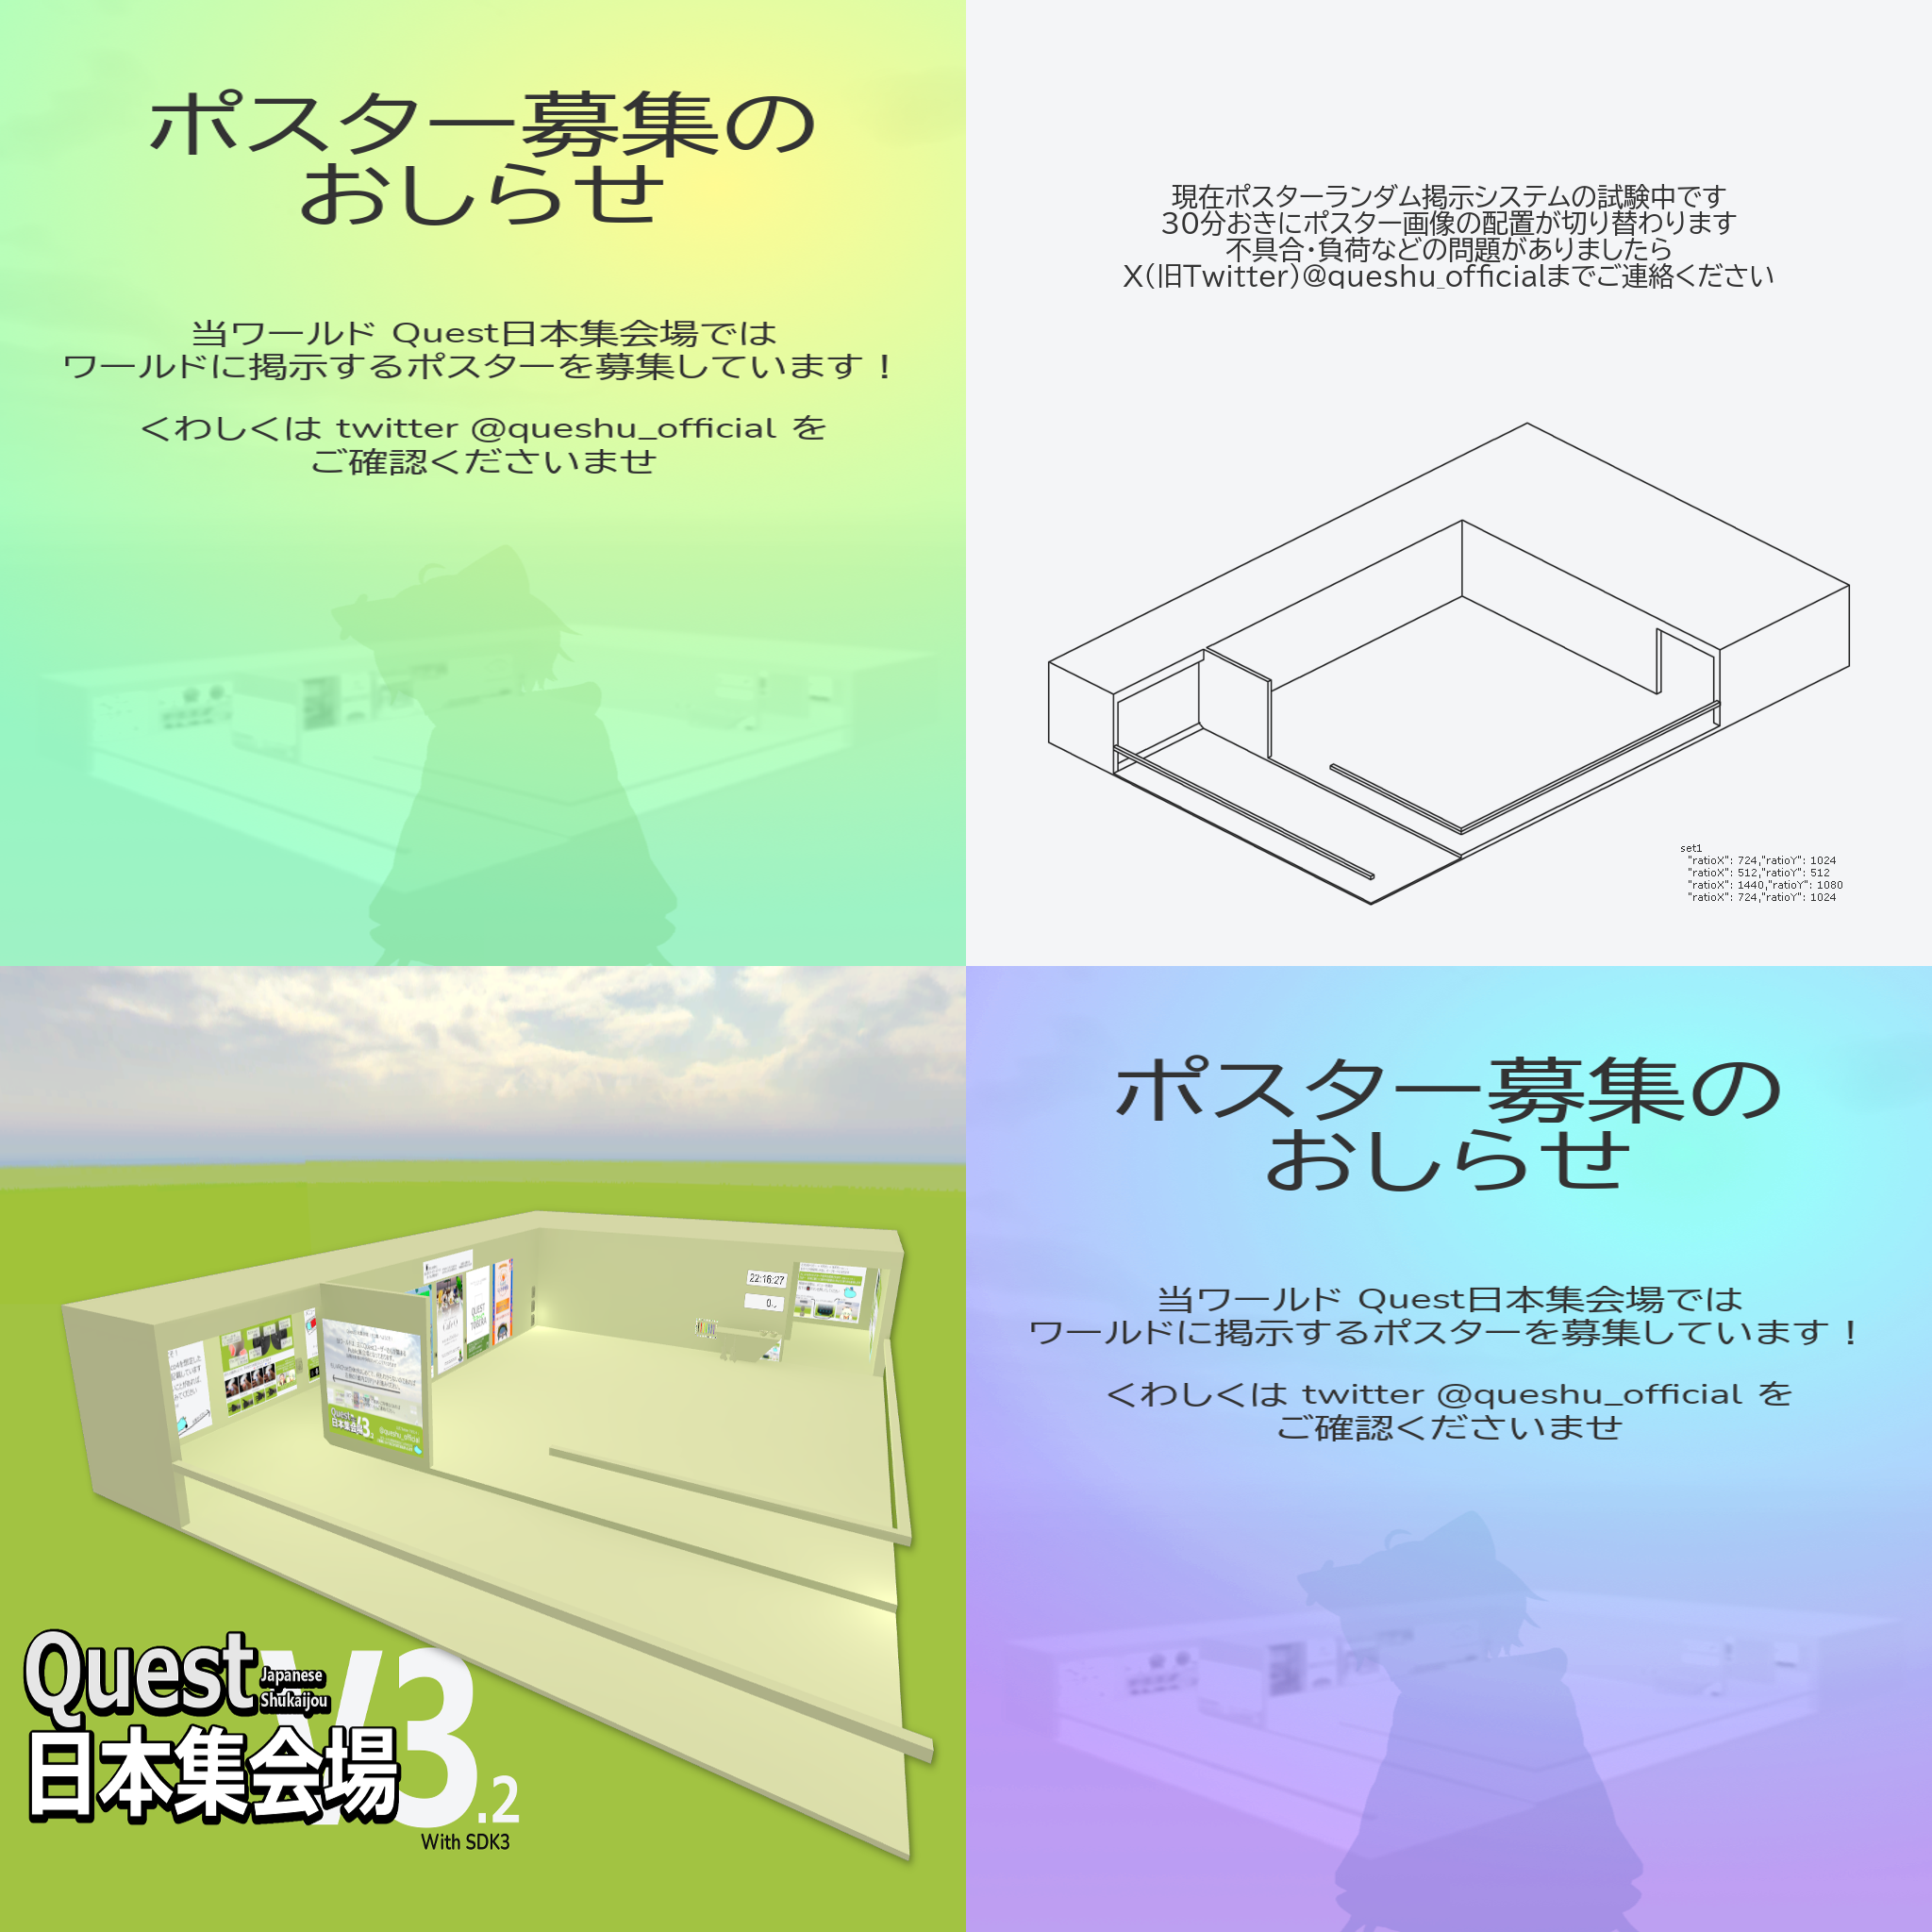 ポスター募集の
おしらせ
当ワールド Quest日本集会場では
ワールドに掲示するポスターを募集しています！
くわしくは twitter @queshu_official を
ご確認くださいませ
現在ポスターランダム掲示システムの試験中です
30分おきにポスター画像の配置が切り替わります
不具合・負荷などの問題がありましたら
X(旧Twitter)@queshu_officialまでご連絡ください
set1
"ratioX": 724,"ratioY": 1024
"ratioX": 512,"ratioY": 512
"ratioX": 1440,"ratioY": 1080
"ratioX": 724,"ratioY": 1024
22:16:27
QUEST
日本集会場
@queshu_official
Quest
Japanese
Shukaijou
日本集会場
V3.2
With SDK3
ポスター募集の
おしらせ
当ワールド Quest日本集会場では
ワールドに掲示するポスターを募集しています！
くわしくは twitter @queshu_official を
ご確認くださいませ